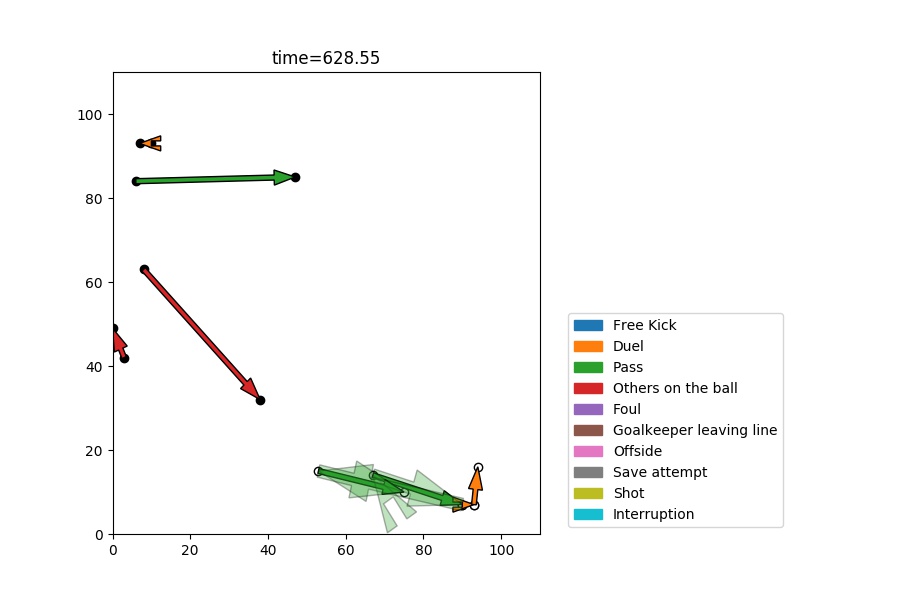 time=628.55
100
80
60
40
20
0
0 20 40 60 80 100
Free Kick
Duel
Pass
Others on the ball
Foul
Goalkeeper leaving line
Offside
Save attempt
Shot
Interruption